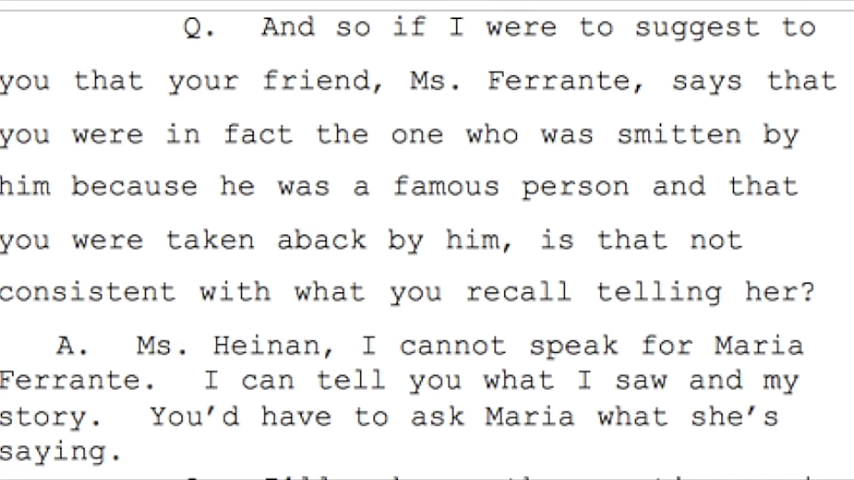 Q. And so if I were to suggest to
you that your friend, Ms. Ferrante, says that
you were in fact the one who was smitten by
him because he was a famous person and that
you were taken aback by him, is that not
consistent with what you recall telling her?
A. Ms. Heinan, I cannot speak for Maria
Ferrante. I can tell you what I saw and my
story. You’d have to ask Maria what she’s
saying.